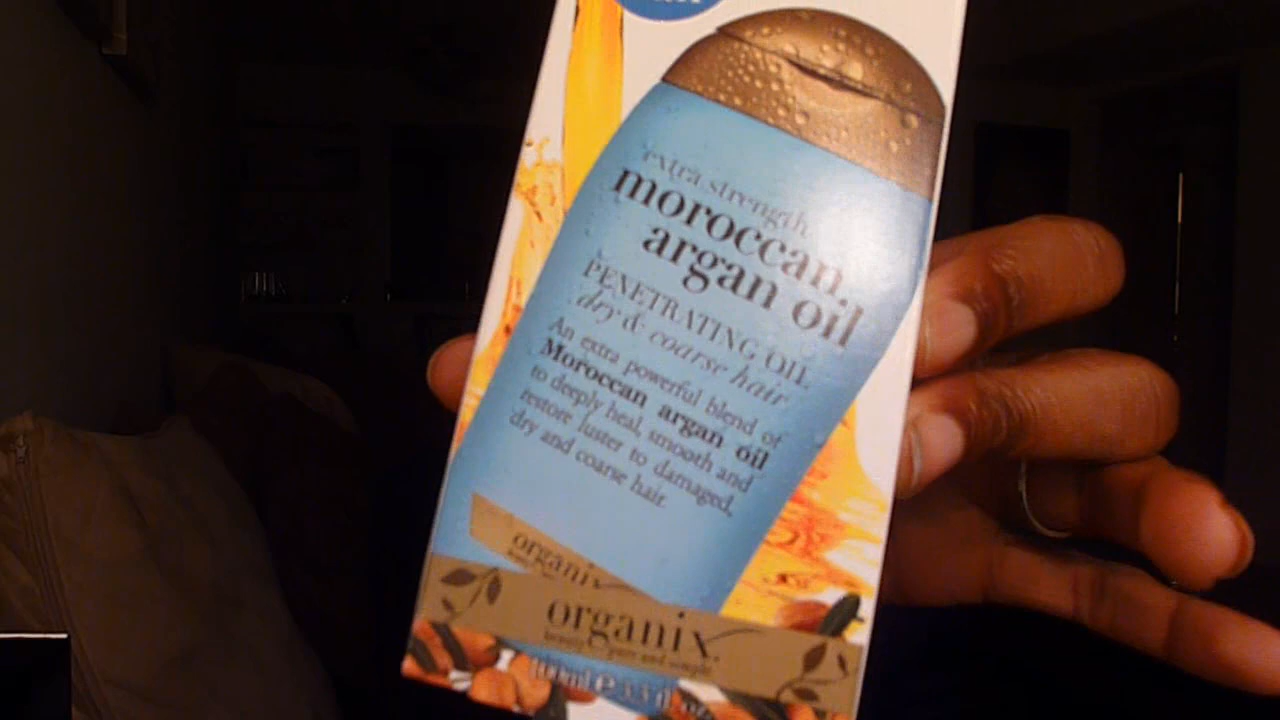 extra strength
moroccan
argan oil
PENETRATING OIL
dry & coarse hair
An extra powerful blend of
Moroccan argan oil
to deeply heal, smooth and
restore luster to damaged,
dry and coarse hair.
organix
organix
beauty pure and simple